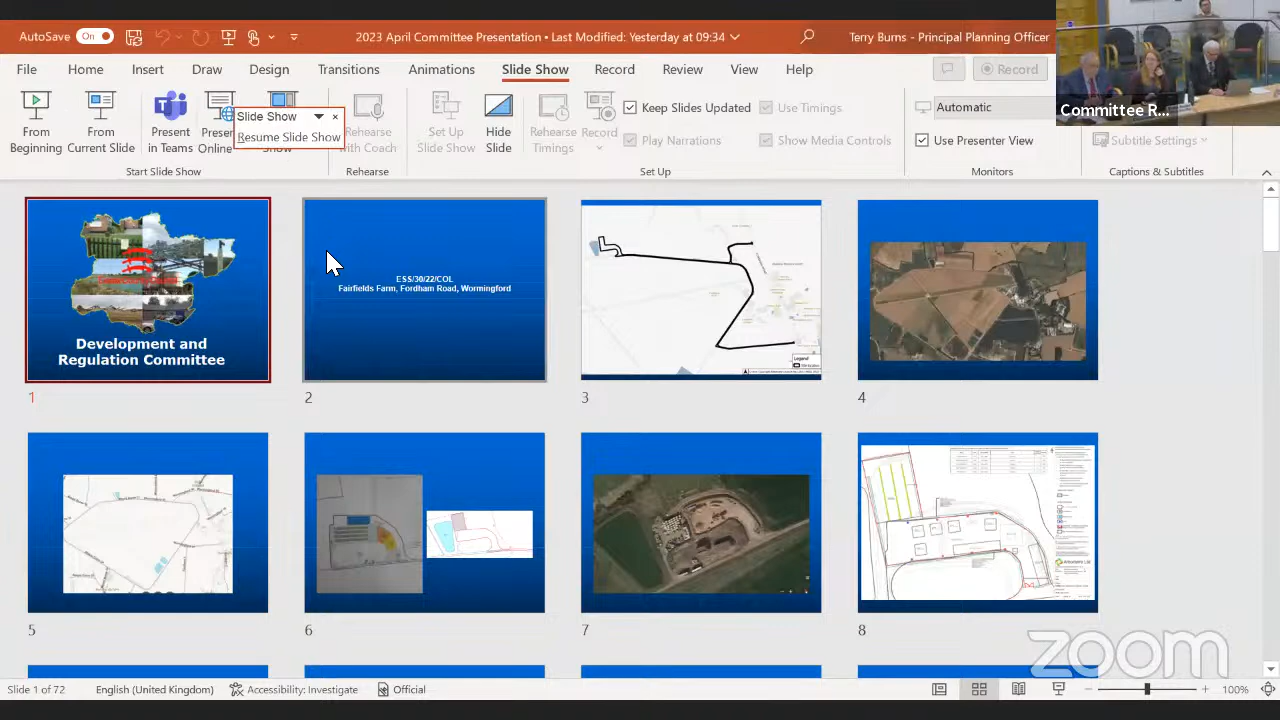 AutoSave On
2023 April Committee Presentation • Last Modified: Yesterday at 09:34
Terry Burns - Principal Planning Officer
File Home Insert Draw Design Transitions Animations Slide Show Record Review View Help
Record
From Beginning
From Current Slide
Present in Teams
Present Online
Show
Slide Show
Resume Slide Show
Rehearse with Coach
Set Up Slide Show
Hide Slide
Rehearse Timings
Record
Keep Slides Updated
Play Narrations
Use Timings
Show Media Controls
Automatic
Use Presenter View
Subtitle Settings
Start Slide Show
Rehearse
Set Up
Monitors
Captions & Subtitles
Committee R...
Development and
Regulation Committee
1
ESS/30/22/COL
Fairfields Farm, Fordham Road, Wormingford
2
Legend
3
4
5
6
7
8
zoom
Slide 1 of 72
English (United Kingdom)
Accessibility: Investigate
Official
100%